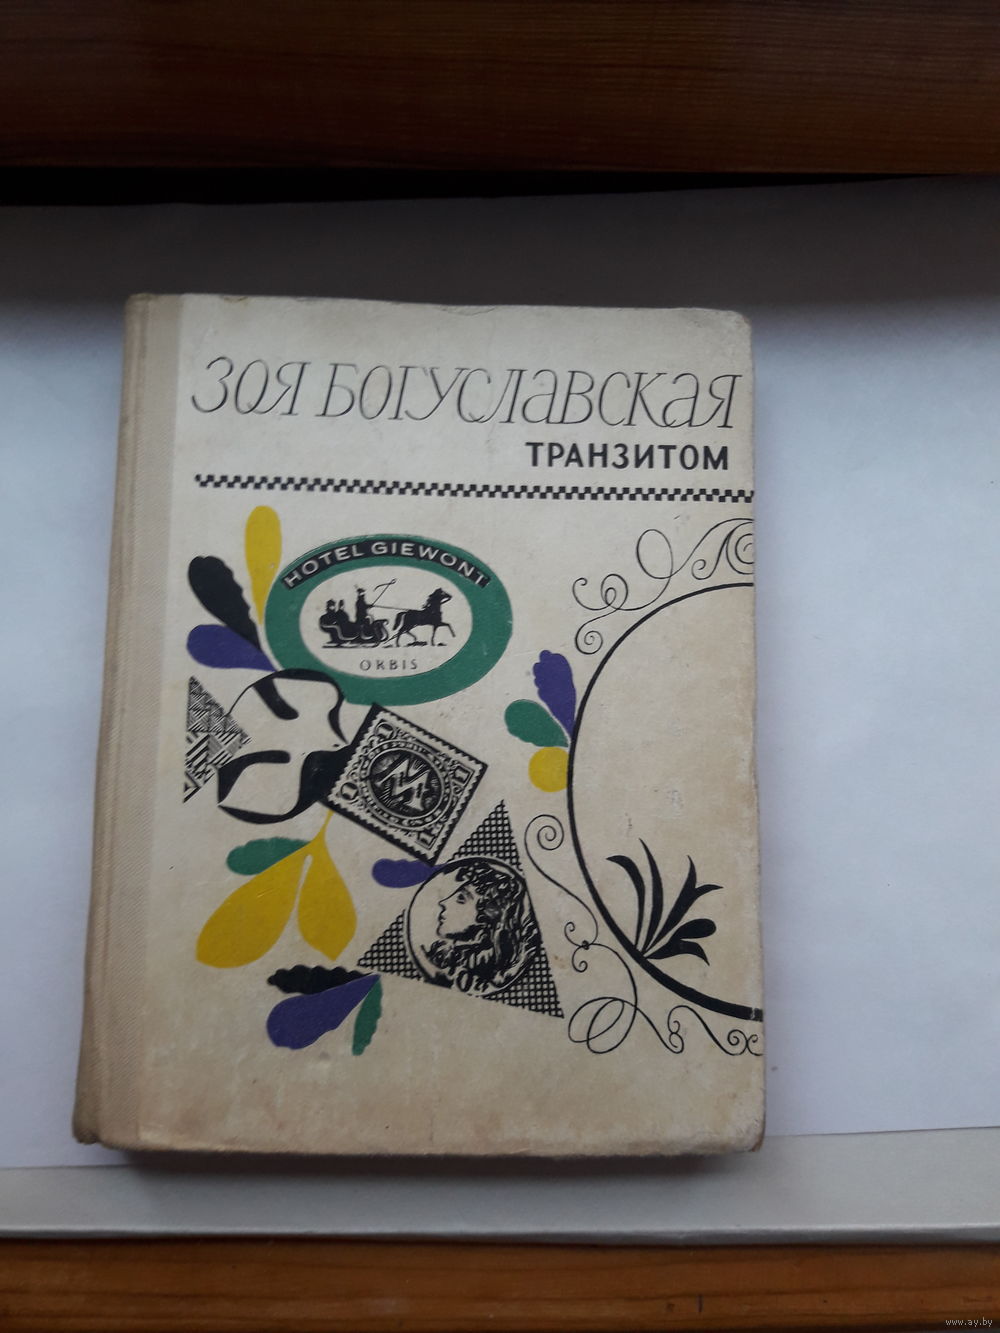 ЗОЯ БОГУСЛАВСКАЯ
ТРАНЗИТОМ
HOTEL GIEWONT
ORBIS
www.ay.by